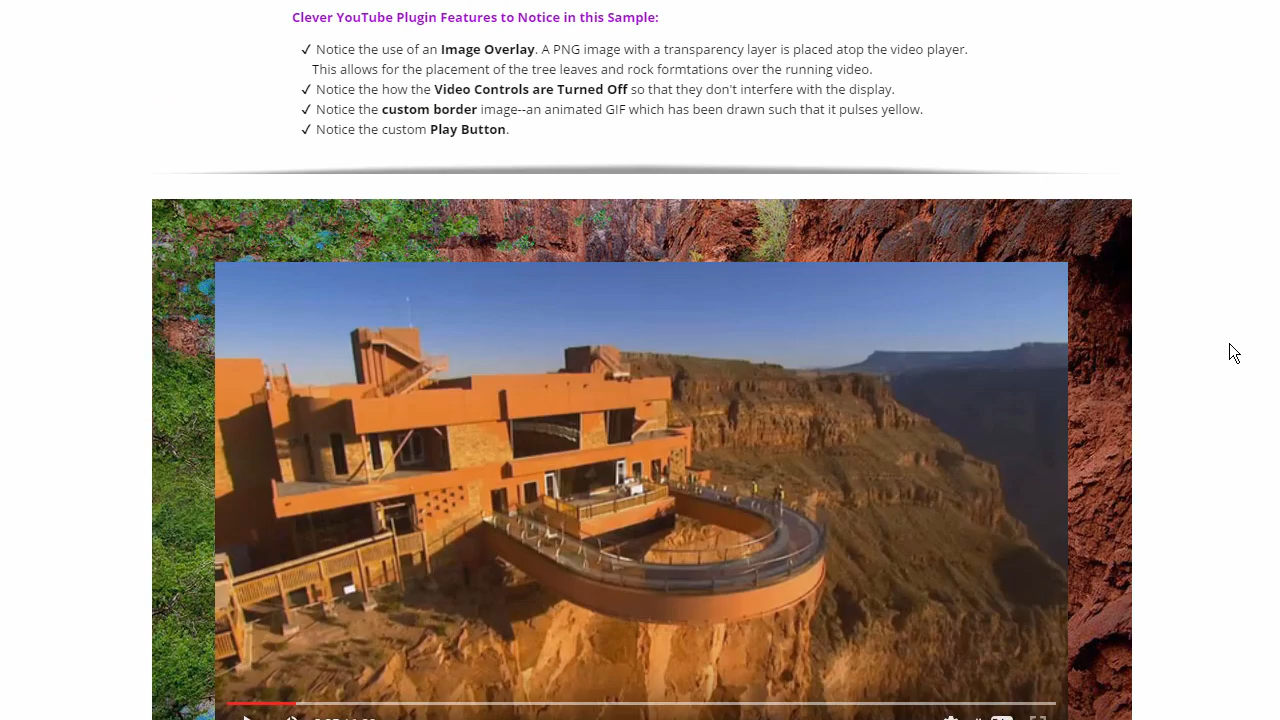 Clever YouTube Plugin Features to Notice in this Sample:
✓ Notice the use of an Image Overlay. A PNG image with a transparency layer is placed atop the video player.
This allows for the placement of the tree leaves and rock formtations over the running video.
✓ Notice the how the Video Controls are Turned Off so that they don't interfere with the display.
✓ Notice the custom border image--an animated GIF which has been drawn such that it pulses yellow.
✓ Notice the custom Play Button.